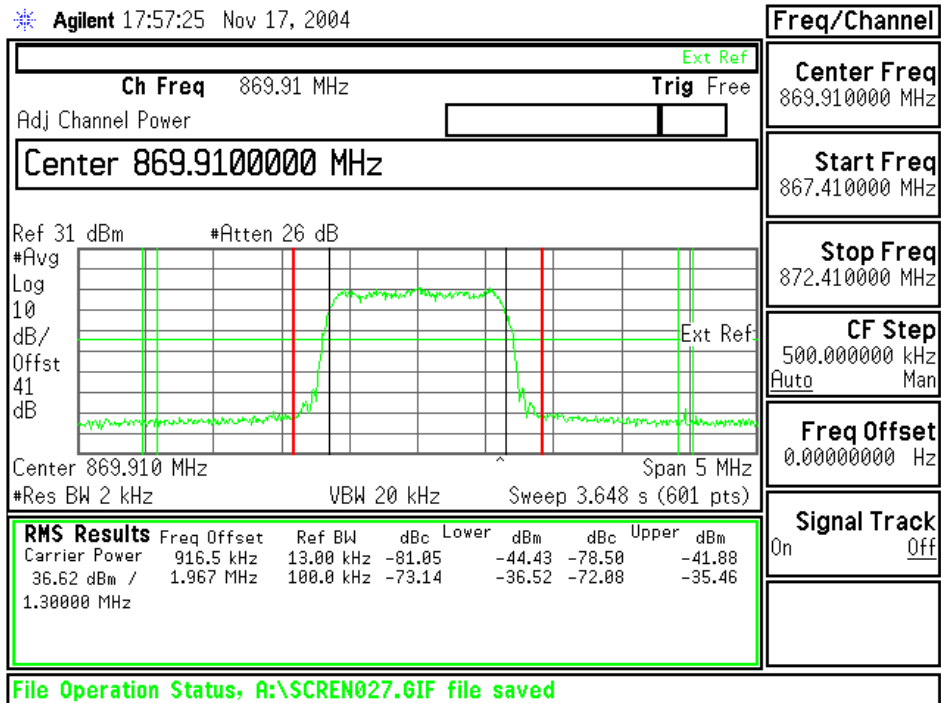 Agilent 17:57:25 Nov 17, 2004
Freq/Channel
Ext Ref
Ch Freq 869.91 MHz Trig Free
Adj Channel Power
Center 869.9100000 MHz
Ref 31 dBm #Atten 26 dB
#Avg
Log
10
dB/
Offst
41
dB
Ext Ref
Center 869.910 MHz Span 5 MHz
#Res BW 2 kHz VBW 20 kHz Sweep 3.648 s (601 pts)
RMS Results Freq Offset Ref BW dBc Lower dBm dBc Upper dBm
Carrier Power 916.5 kHz 13.00 kHz -81.05 -44.43 -78.50 -41.88
36.62 dBm / 1.967 MHz 100.0 kHz -73.14 -36.52 -72.08 -35.46
1.30000 MHz
Center Freq
869.910000 MHz
Start Freq
867.410000 MHz
Stop Freq
872.410000 MHz
CF Step
500.000000 kHz
Auto Man
Freq Offset
0.00000000 Hz
Signal Track
On Off
File Operation Status, A:\SCREN027.GIF file saved